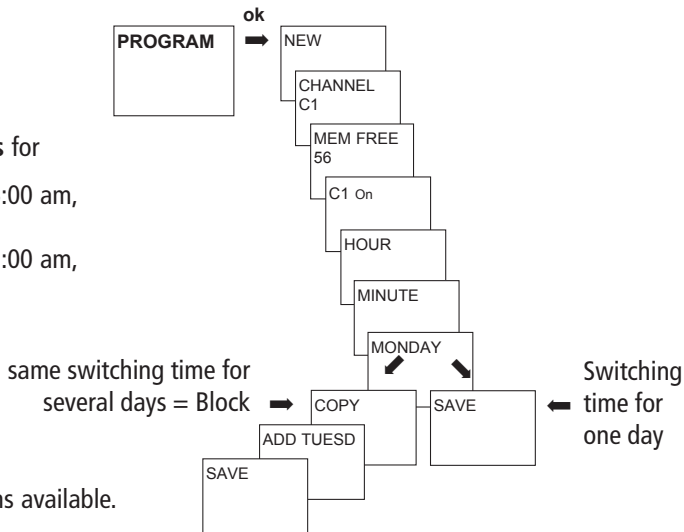 ok
PROGRAM
NEW
CHANNEL
C1
s for
MEM FREE
56
:00 am,
C1 On
:00 am,
HOUR
MINUTE
MONDAY
same switching time for
several days = Block
COPY
SAVE
Switching
time for
one day
ADD TUESD
SAVE
ns available.